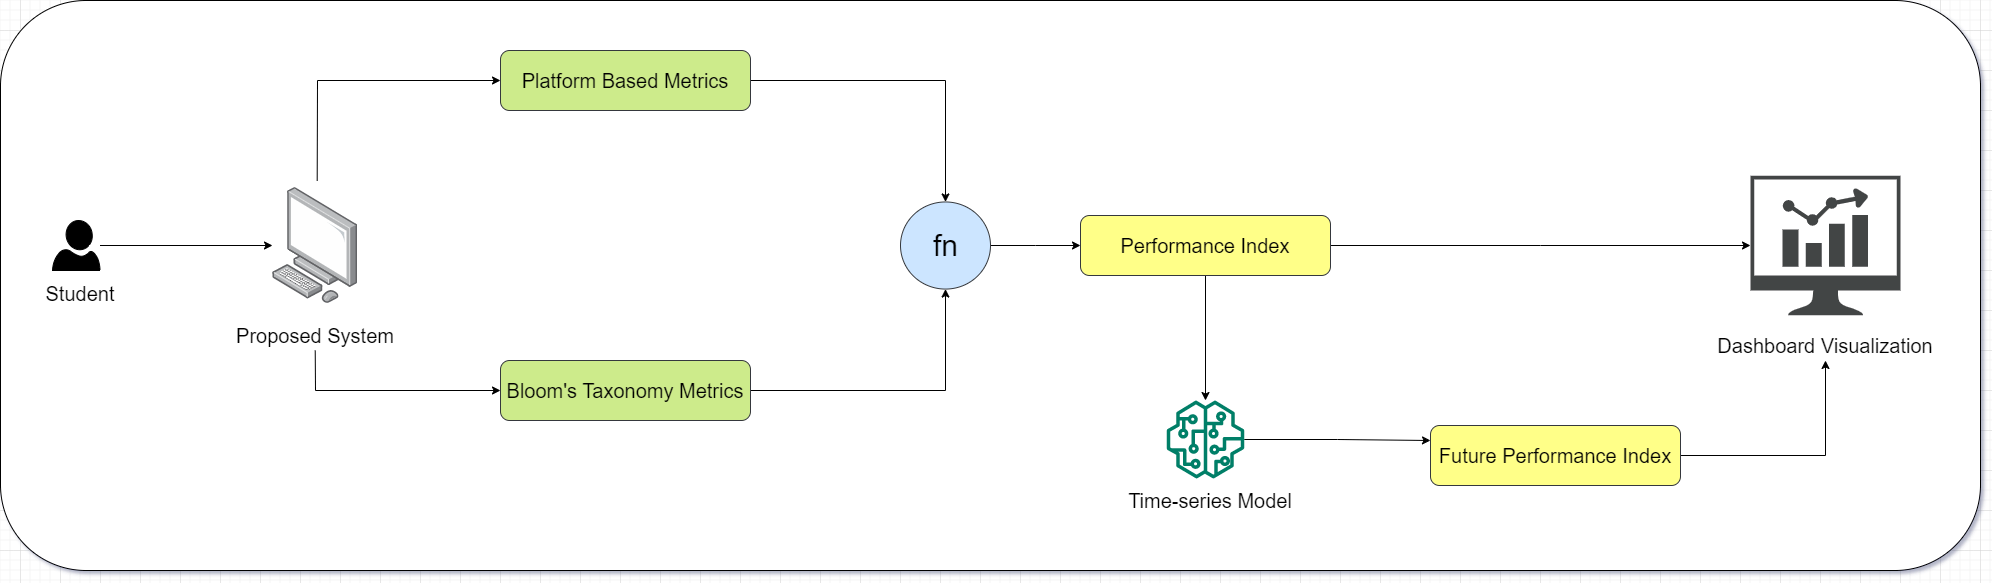 Platform Based Metrics
Student
Proposed System
Bloom's Taxonomy Metrics
fn
Performance Index
Time-series Model
Future Performance Index
Dashboard Visualization